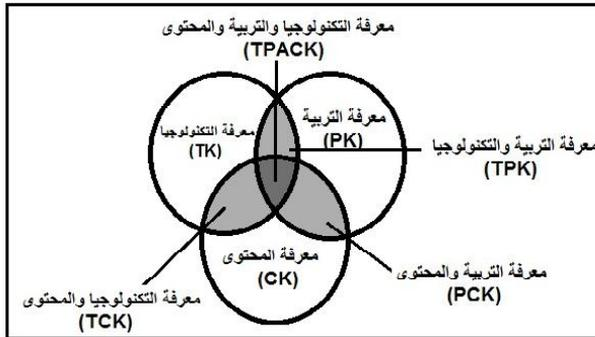 معرفة التكنولوجيا والتربية والمحتوى
(TPACK)
معرفة التربية
(PK)
معرفة التكنولوجيا
(TK)
معرفة التربية والتكنولوجيا
(TPK)
معرفة المحتوى
(CK)
معرفة التربية والمحتوى
(PCK)
معرفة التكنولوجيا والمحتوى
(TCK)